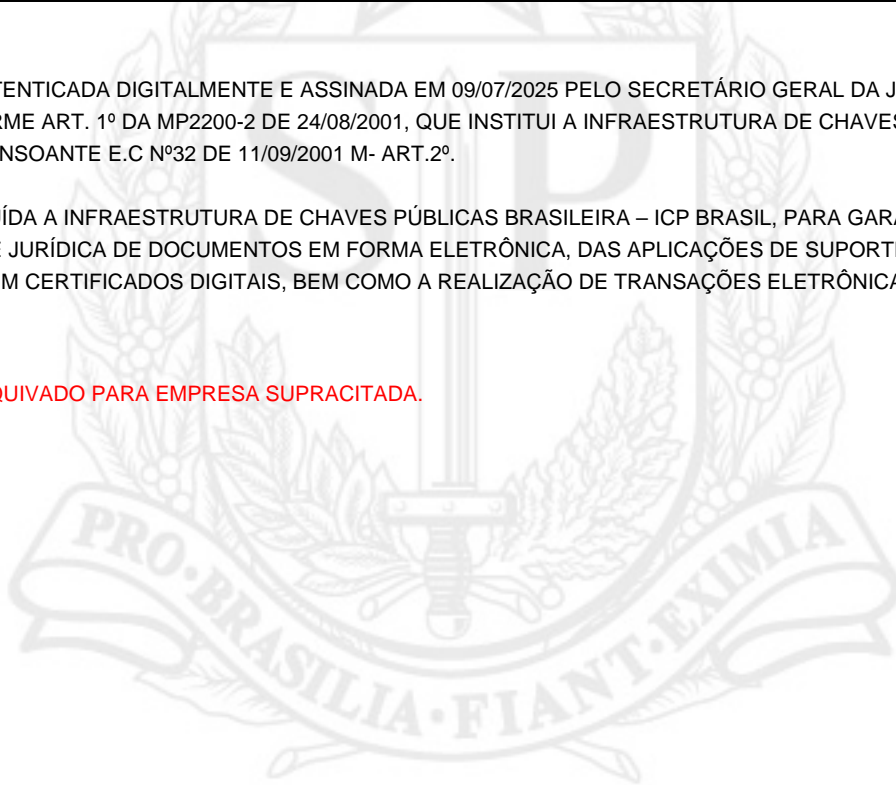 TENTICADA DIGITALMENTE E ASSINADA EM 09/07/2025 PELO SECRETÁRIO GERAL DA J
RME ART. 1º DA MP2200-2 DE 24/08/2001, QUE INSTITUI A INFRAESTRUTURA DE CHAVES
NSOANTE E.C Nº32 DE 11/09/2001 M- ART.2º.
ÍDA A INFRAESTRUTURA DE CHAVES PÚBLICAS BRASILEIRA – ICP BRASIL, PARA GARA
E JURÍDICA DE DOCUMENTOS EM FORMA ELETRÔNICA, DAS APLICAÇÕES DE SUPORTE
M CERTIFICADOS DIGITAIS, BEM COMO A REALIZAÇÃO DE TRANSAÇÕES ELETRÔNICA
QUIVADO PARA EMPRESA SUPRACITADA.
SP
PRO·BRASILIA·FIANT·EXIMIA